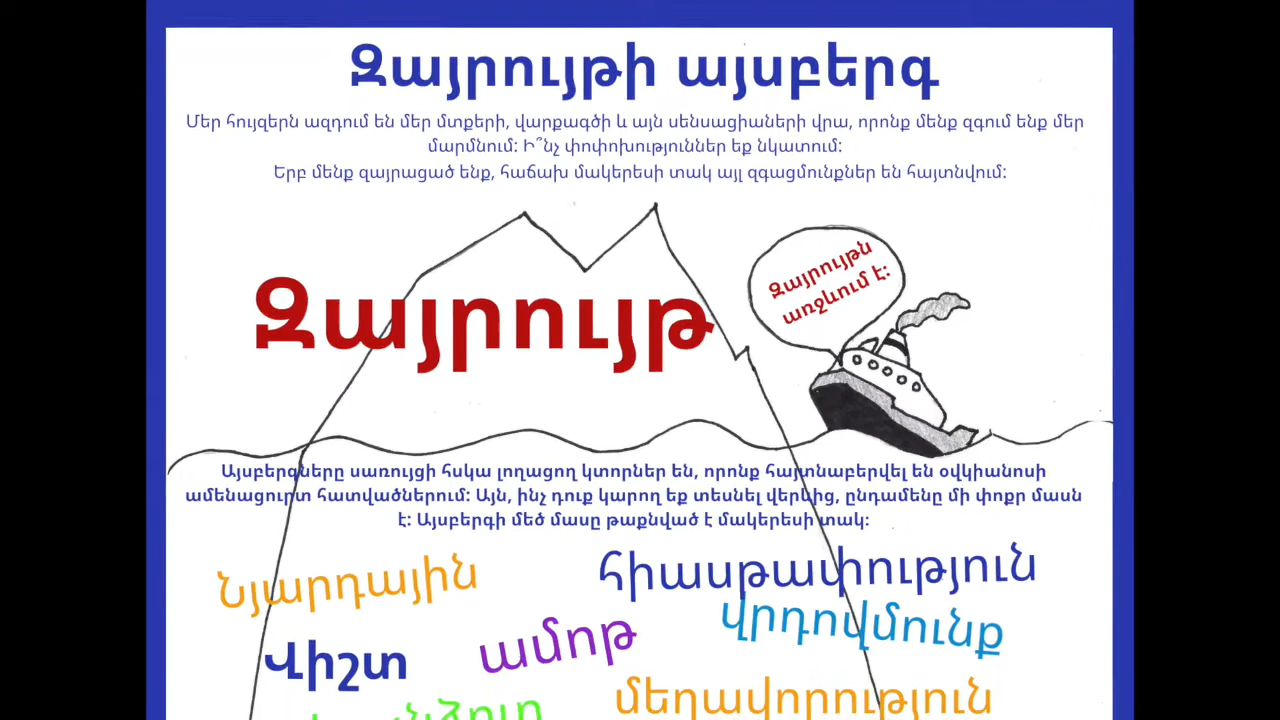 Զայրույթի այսբերգ
Մեր հույզերն ազդում են մեր մտքերի, վարքագծի և այն սենսացիաների վրա, որոնք մենք զգում ենք մեր
մարմնում: Ի՞նչ փոփոխություններ եք նկատում:
Երբ մենք զայրացած ենք, հաճախ մակերեսի տակ այլ զգացմունքներ են հայտնվում:
Զայրույթն
առջևում է:
Զայրույթ
Այսբերգները սառույցի հսկա լողացող կտորներ են, որոնք հայտնաբերվել են օվկիանոսի
ամենացուրտ հատվածներում: Այն, ինչ դուք կարող եք տեսնել վերևից, ընդամենը մի փոքր մասն
է: Այսբերգի մեծ մասը թաքնված է մակերեսի տակ:
Նյարդային
հիասթափություն
վրդովմունք
Վիշտ
ամոթ
մեղավորություն